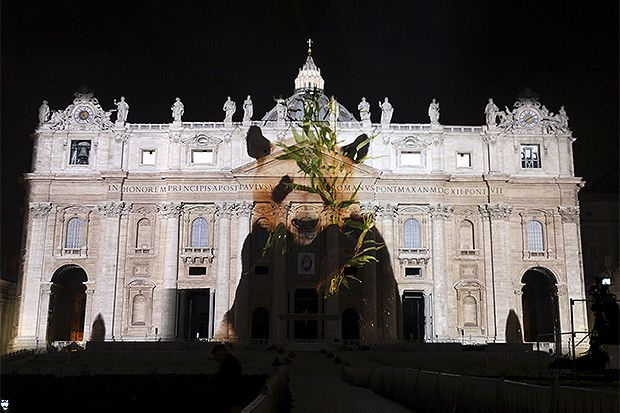 IN HONOREM PRINCIPIS APOST PAVLVS V ROMANVS PONT MAX AN MDCXII PONT VII